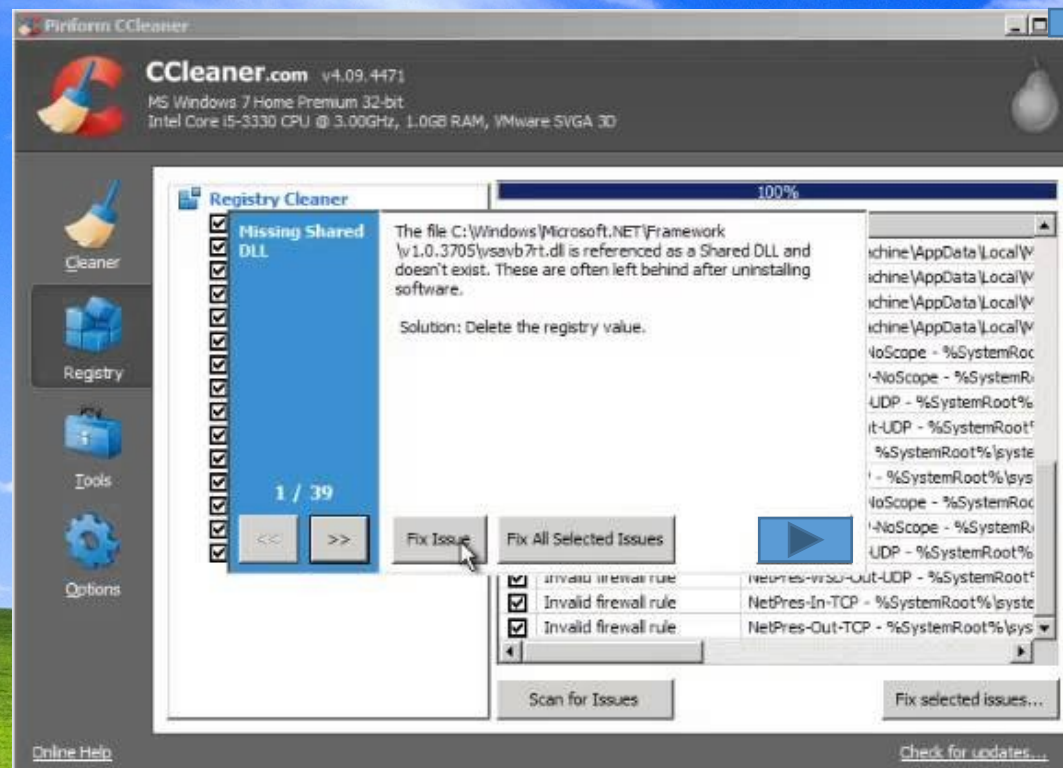 Piriform CCleaner
CCleaner.com v4.09.4471
MS Windows 7 Home Premium 32-bit
Intel Core i5-3330 CPU @ 3.00GHz, 1.0GB RAM, VMware SVGA 3D
Cleaner
Registry
Tools
Options
Registry Cleaner
100%
Missing Shared
DLL
1 / 39
<<
>>
The file C:\Windows\Microsoft.NET\Framework
\v1.0.3705\vsavb7rt.dll is referenced as a Shared DLL and
doesn't exist. These are often left behind after uninstalling
software.
Solution: Delete the registry value.
Fix Issue
Fix All Selected Issues
achine\AppData\Local\M
achine\AppData\Local\M
achine\AppData\Local\M
achine\AppData\Local\M
NoScope - %SystemRoo
-NoScope - %SystemR
UDP - %SystemRoot%
t-UDP - %SystemRoot
%SystemRoot%\syste
- %SystemRoot%\sys
NoScope - %SystemRoo
-NoScope - %SystemR
UDP - %SystemRoot%
Invalid firewall rule NetPres-WSD-Out-UDP - %SystemRoot
Invalid firewall rule NetPres-In-TCP - %SystemRoot%\syste
Invalid firewall rule NetPres-Out-TCP - %SystemRoot%\sys
Scan for Issues
Fix selected issues...
Online Help
Check for updates...